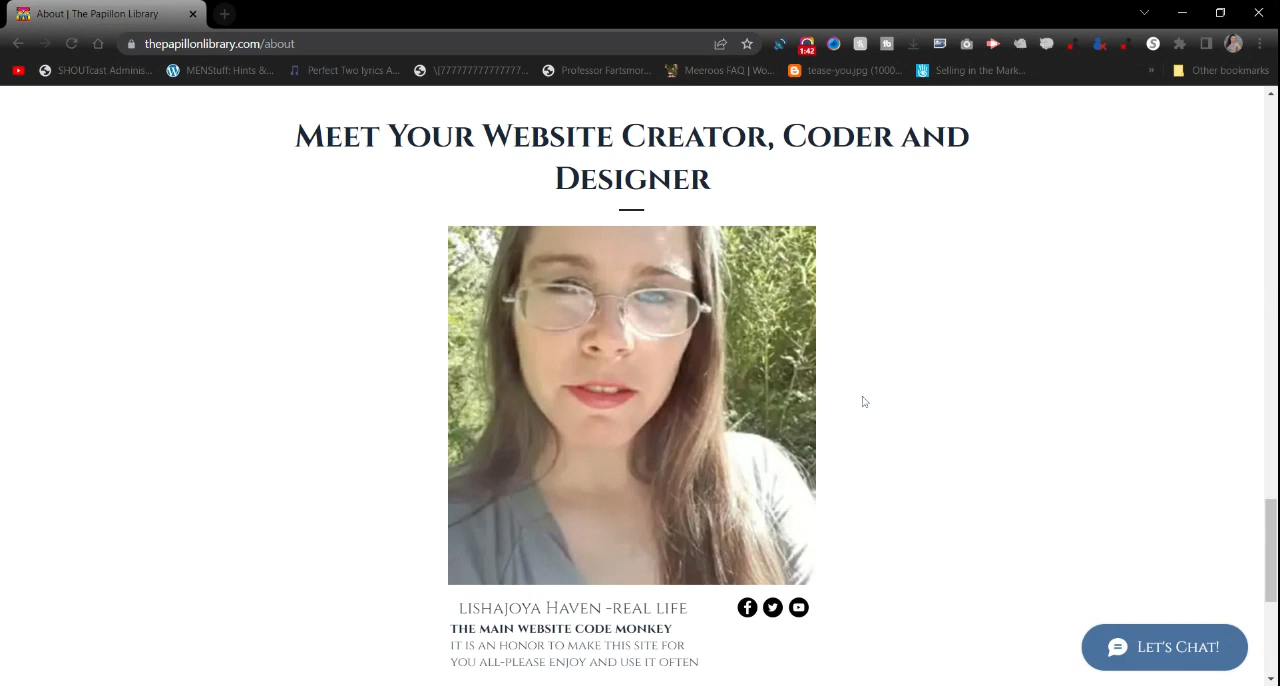 About | The Papillon Library
thepapillonlibrary.com/about
1:42
SHOUTcast Adminis...
MENStuff: Hints &...
Perfect Two lyrics A...
\[777777777777777...
Professor Fartsmor...
Meeroos FAQ | Wo...
tease-you.jpg (1000...
Selling in the Mark...
»
Other bookmarks
Meet Your Website Creator, Coder and
Designer
lishajoya Haven -real life
the main website code monkey
it is an honor to make this site for
you all-please enjoy and use it often
Let's Chat!